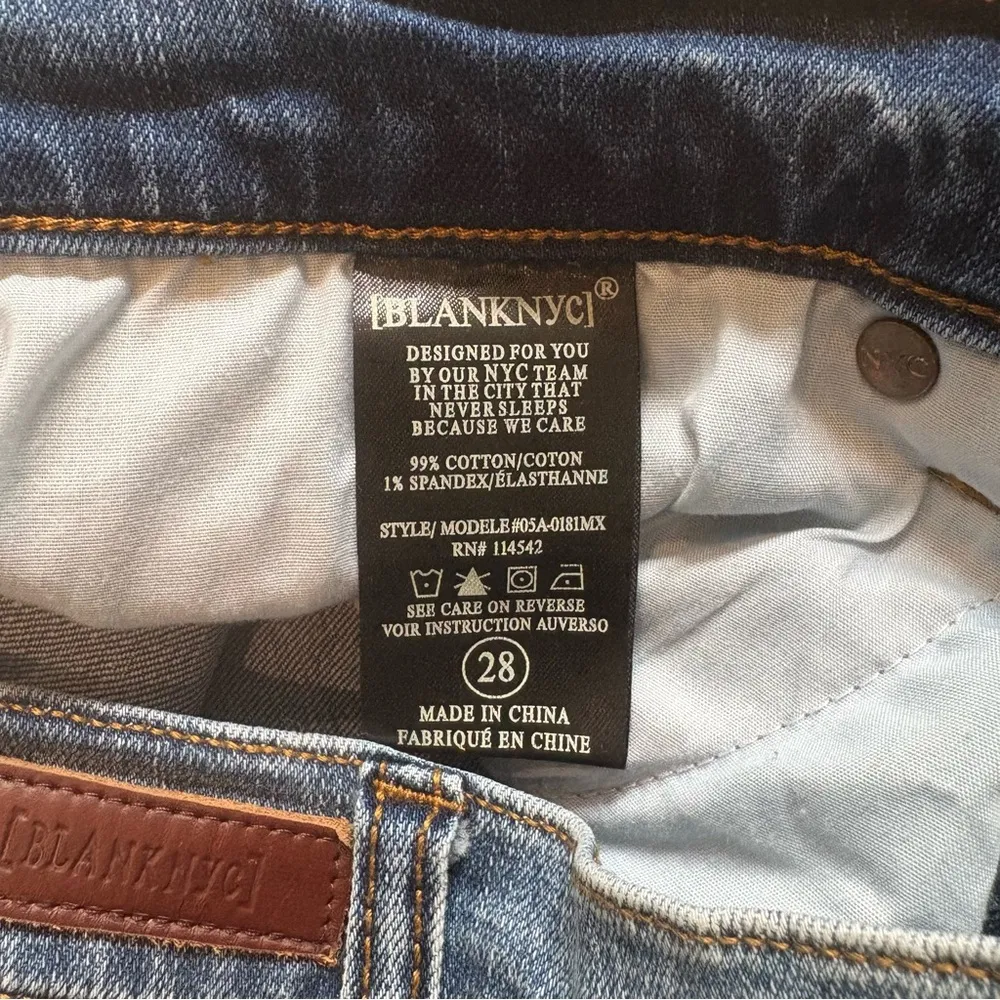 [BLANKNYC]®
DESIGNED FOR YOU
BY OUR NYC TEAM
IN THE CITY THAT
NEVER SLEEPS
BECAUSE WE CARE
99% COTTON/COTON
1% SPANDEX/ÉLASTHANNE
STYLE/ MODELE#05A-0181MX
RN# 114542
SEE CARE ON REVERSE
VOIR INSTRUCTION AUVERSO
28
MADE IN CHINA
FABRIQUÉ EN CHINE
NYC
[BLANKNYC]